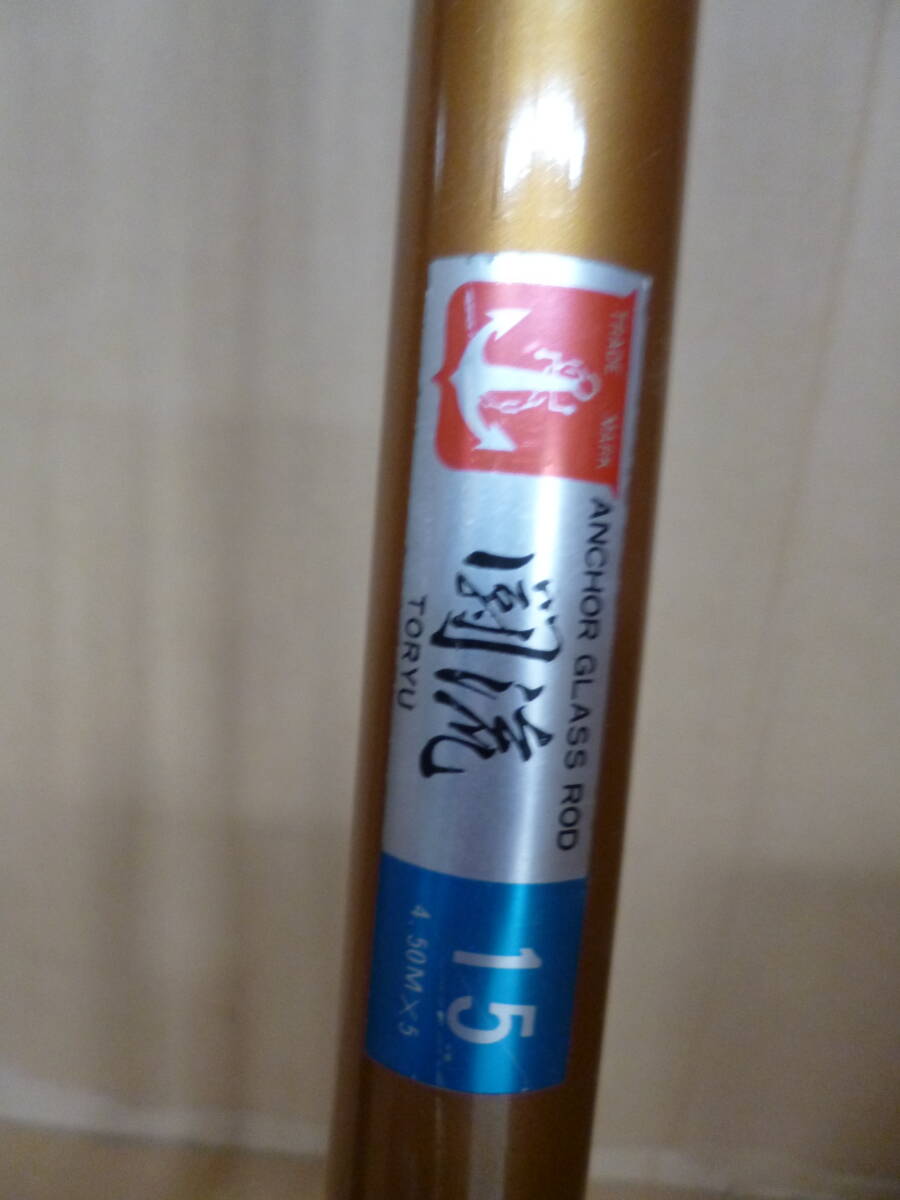 TRADE MARK
ANCHOR GLASS ROD
闘流
TORYU
15
4.50M×5